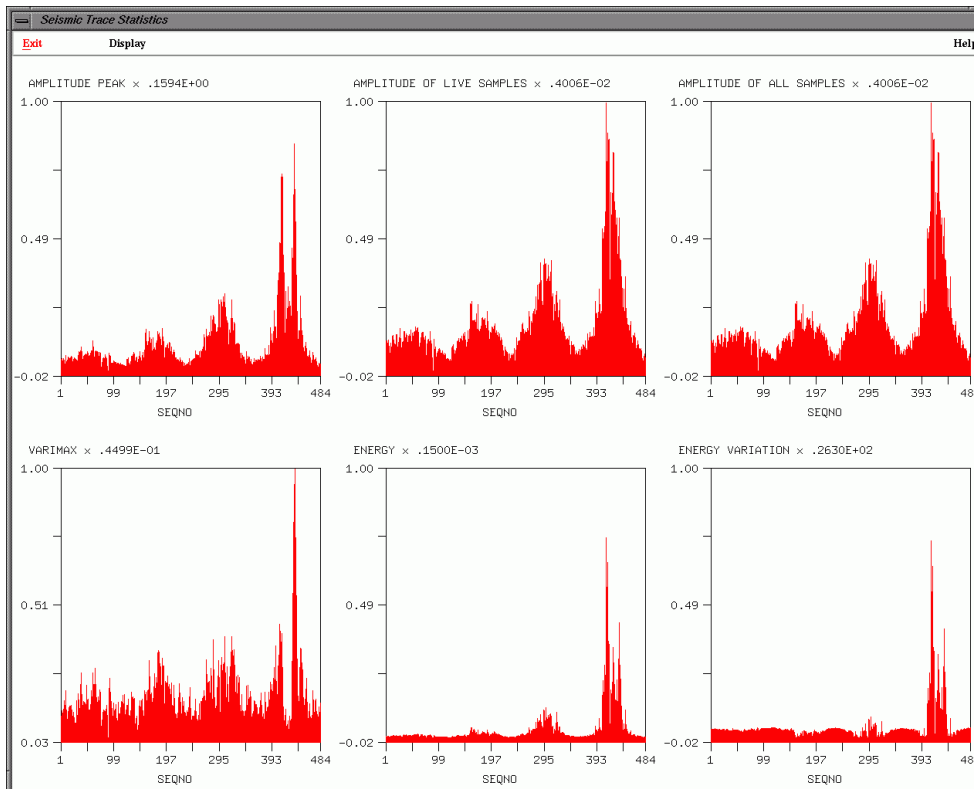 Seismic Trace Statistics
Exit Display Help
AMPLITUDE PEAK × .1594E+00
1.00
0.49
-0.02
1 99 197 295 393 484
SEQNO
AMPLITUDE OF LIVE SAMPLES × .4006E-02
1.00
0.49
-0.02
1 99 197 295 393 484
SEQNO
AMPLITUDE OF ALL SAMPLES × .4006E-02
1.00
0.49
-0.02
1 99 197 295 393 48
SEQNO
VARIMAX × .4499E-01
1.00
0.51
0.03
1 99 197 295 393 484
SEQNO
ENERGY × .1500E-03
1.00
0.49
-0.02
1 99 197 295 393 484
SEQNO
ENERGY VARIATION × .2630E+02
1.00
0.49
-0.02
1 99 197 295 393 48
SEQNO